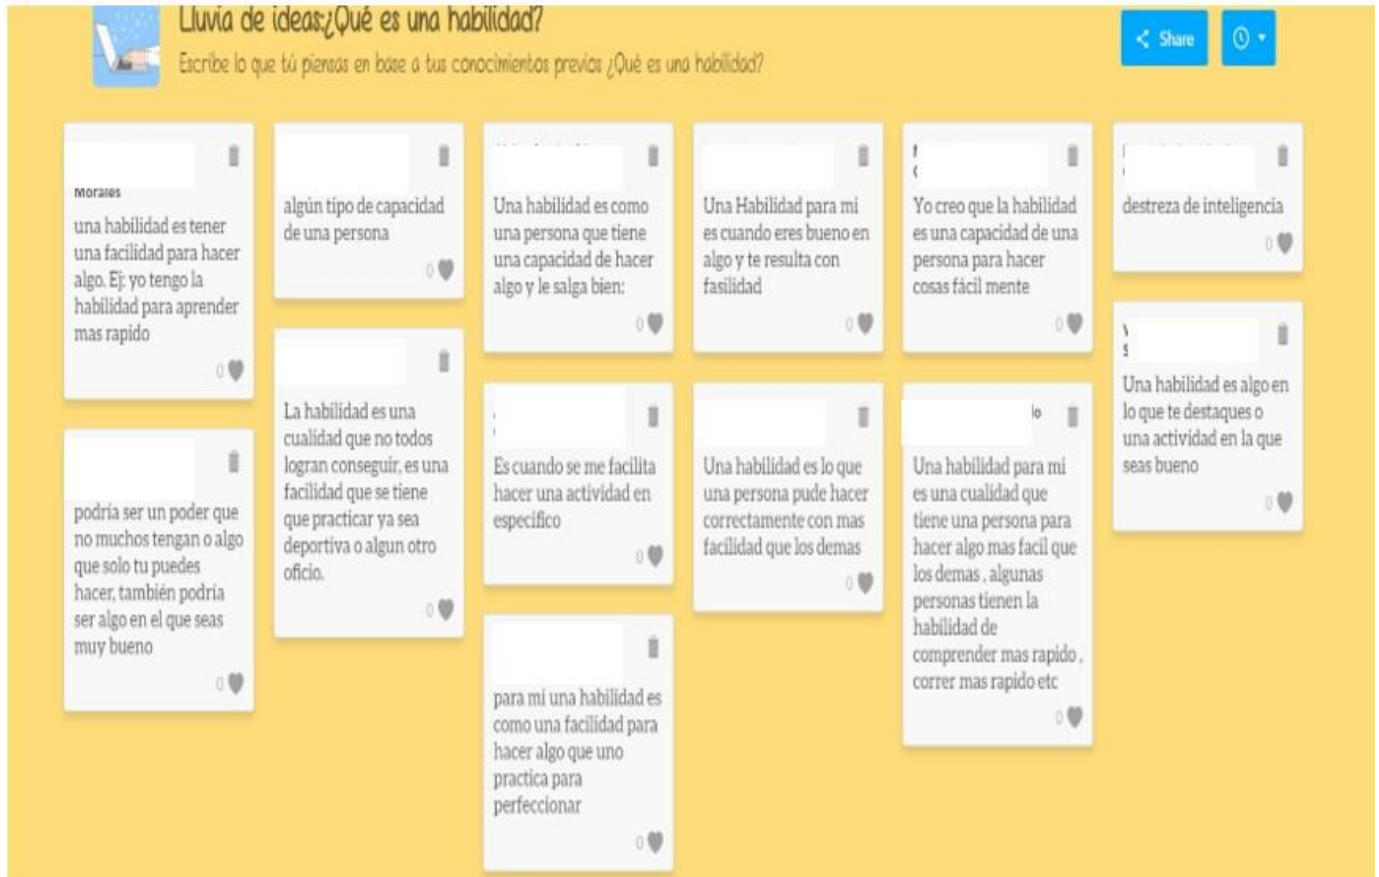 Lluvia de ideas:¿Qué es una habilidad?
Escribe lo que tú piensas en base a tus conocimientos previos ¿Qué es una habilidad?
Share
Morales
una habilidad es tener
una facilidad para hacer
algo. Ej: yo tengo la
habilidad para aprender
mas rapido
0
podría ser un poder que
no muchos tengan o algo
que solo tu puedes
hacer, también podría
ser algo en el que seas
muy bueno
0
algún tipo de capacidad
de una persona
0
La habilidad es una
cualidad que no todos
logran conseguir, es una
facilidad que se tiene
que practicar ya sea
deportiva o algun otro
oficio.
0
Una habilidad es como
una persona que tiene
una capacidad de hacer
algo y le salga bien:
0
Es cuando se me facilita
hacer una actividad en
especifico
0
para mi una habilidad es
como una facilidad para
hacer algo que uno
practica para
perfeccionar
0
Una Habilidad para mi
es cuando eres bueno en
algo y te resulta con
fasilidad
0
Una habilidad es lo que
una persona pude hacer
correctamente con mas
facilidad que los demas
0
Yo creo que la habilidad
es una capacidad de una
persona para hacer
cosas fácil mente
0
lo
Una habilidad para mi
es una cualidad que
tiene una persona para
hacer algo mas facil que
los demas , algunas
personas tienen la
habilidad de
comprender mas rapido ,
correr mas rapido etc
0
destreza de inteligencia
0
V
S
Una habilidad es algo en
lo que te destaques o
una actividad en la que
seas bueno
0